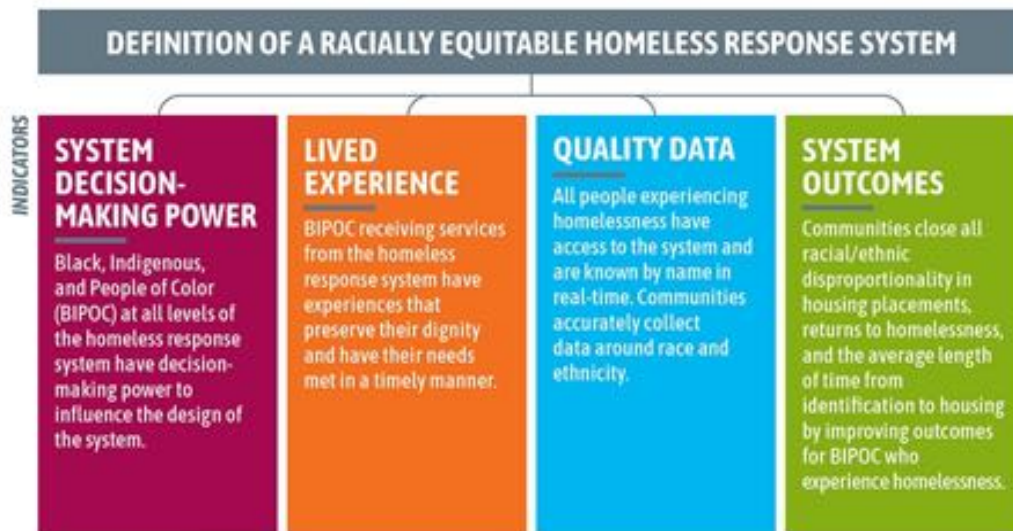 DEFINITION OF A RACIALLY EQUITABLE HOMELESS RESPONSE SYSTEM
INDICATORS
SYSTEM
DECISION-
MAKING POWER
Black, Indigenous,
and People of Color
(BIPOC) at all levels of
the homeless response
system have decision-
making power to
influence the design of
the system.
LIVED
EXPERIENCE
BIPOC receiving services
from the homeless
response system have
experiences that
preserve their dignity
and have their needs
met in a timely manner.
QUALITY DATA
All people experiencing
homelessness have
access to the system and
are known by name in
real-time. Communities
accurately collect
data around race and
ethnicity.
SYSTEM
OUTCOMES
Communities close all
racial/ethnic
disproportionality in
housing placements,
returns to homelessness,
and the average length
of time from
identification to housing
by improving outcomes
for BIPOC who
experience homelessness.